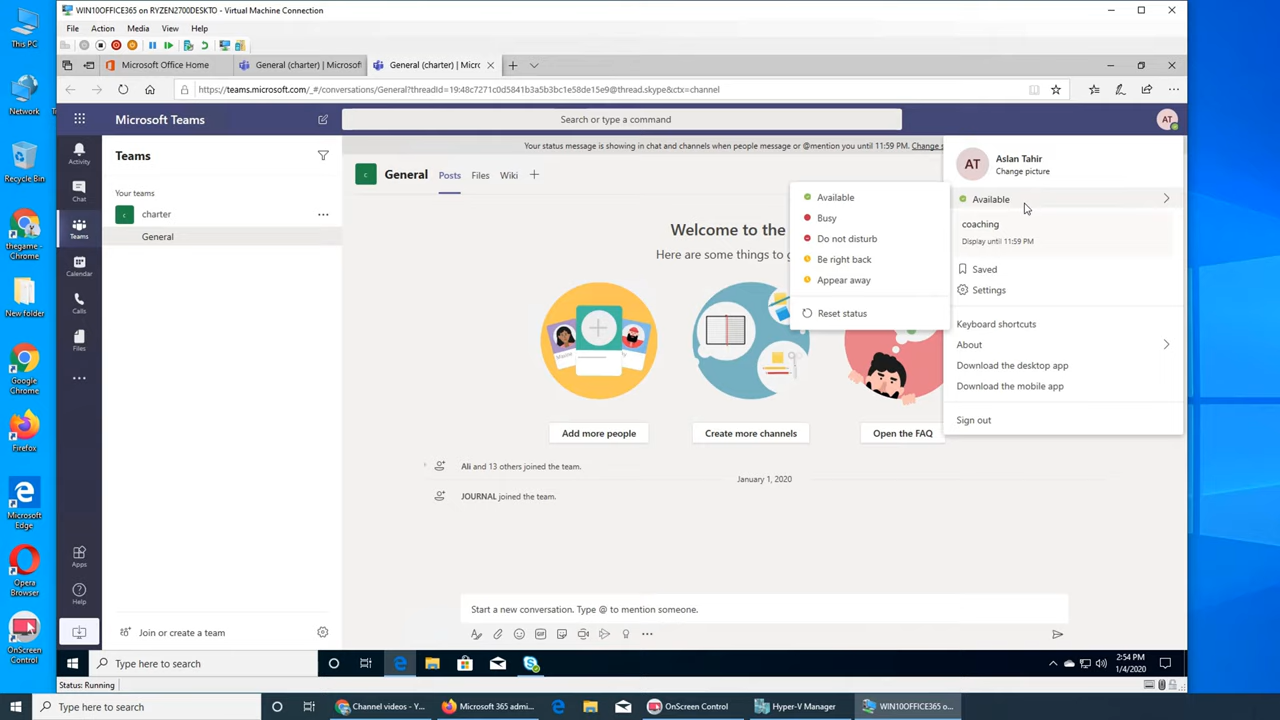 This PC
Network
Recycle Bin
thegame - Chrome
New folder
Google Chrome
Firefox
Microsoft Edge
Opera Browser
OnScreen Control
WIN10OFFICE365 on RYZEN2700DESKTO - Virtual Machine Connection
File Action Media View Help
Microsoft Office Home
General (charter) | Microsoft
General (charter) | Micro
https://teams.microsoft.com/_#/conversations/General?threadId=19:48c7271c0d5841b3a5b3bc1e58de15e9@thread.skype&ctx=channel
Microsoft Teams
Search or type a command
AT
Activity
Chat
Teams
Calendar
Calls
Files
Apps
Help
Teams
Your teams
c charter
General
Join or create a team
Your status message is showing in chat and channels when people message or @mention you until 11:59 PM. Change s
c General Posts Files Wiki
Welcome to the
Here are some things to g
Maxine
Add more people
Create more channels
Open the FAQ
Ali and 13 others joined the team.
January 1, 2020
JOURNAL joined the team.
Start a new conversation. Type @ to mention someone.
GIF
Available
Busy
Do not disturb
Be right back
Appear away
Reset status
AT
Aslan Tahir
Change picture
Available
coaching
Display until 11:59 PM
Saved
Settings
Keyboard shortcuts
About
Download the desktop app
Download the mobile app
Sign out
Type here to search
2:54 PM
1/4/2020
Status: Running
Type here to search
Channel videos - Y...
Microsoft 365 admi...
OnScreen Control
Hyper-V Manager
WIN10OFFICE365 o...